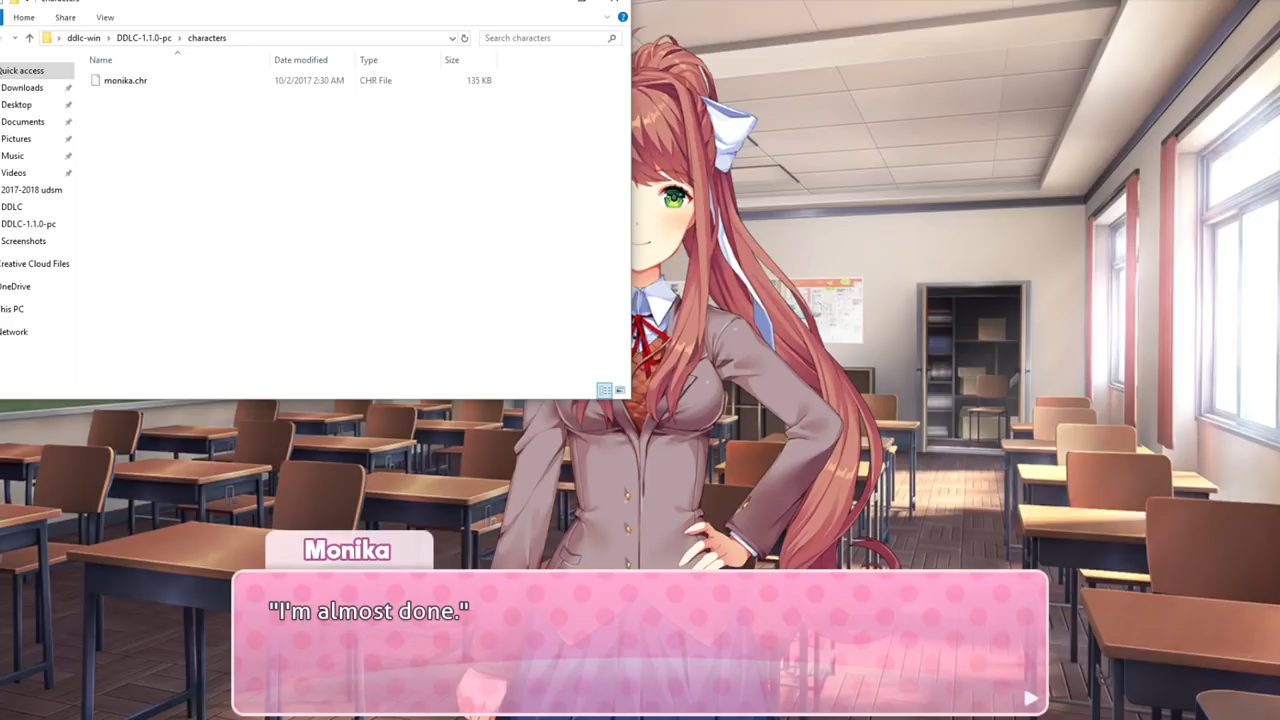 Home Share View
ddlc-win > DDLC-1.1.0-pc > characters
Search characters
Name Date modified Type Size
monika.chr 10/2/2017 2:30 AM CHR File 135 KB
Quick access
Downloads
Desktop
Documents
Pictures
Music
Videos
2017-2018 udsm
DDLC
DDLC-1.1.0-pc
Screenshots
Creative Cloud Files
OneDrive
This PC
Network
Monika
"I'm almost done."